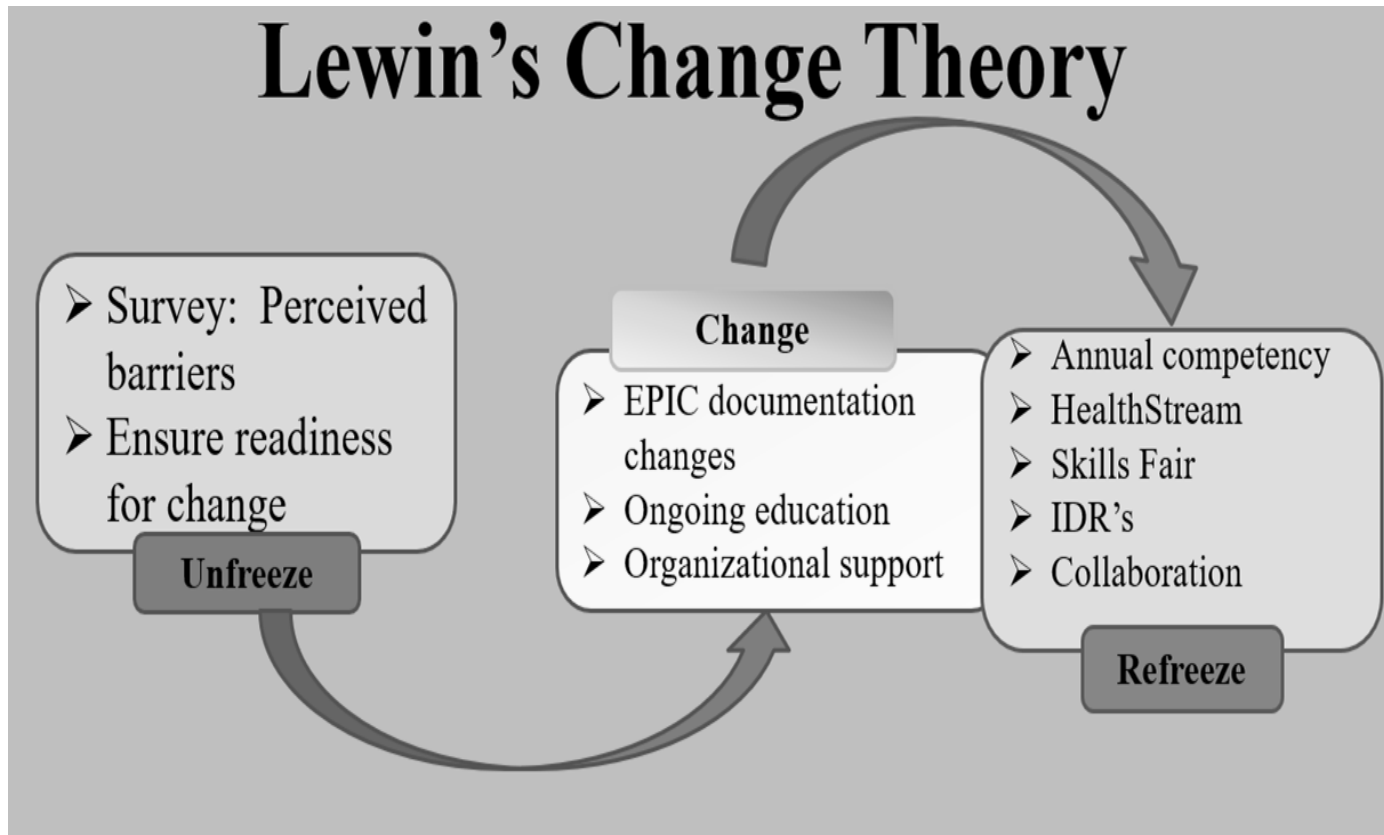 Lewin's Change Theory
➢ Survey:  Perceived
barriers
➢ Ensure readiness
for change
Unfreeze
Change
➢ EPIC documentation
changes
➢ Ongoing education
➢ Organizational support
➢ Annual competency
➢ HealthStream
➢ Skills Fair
➢ IDR's
➢ Collaboration
Refreeze